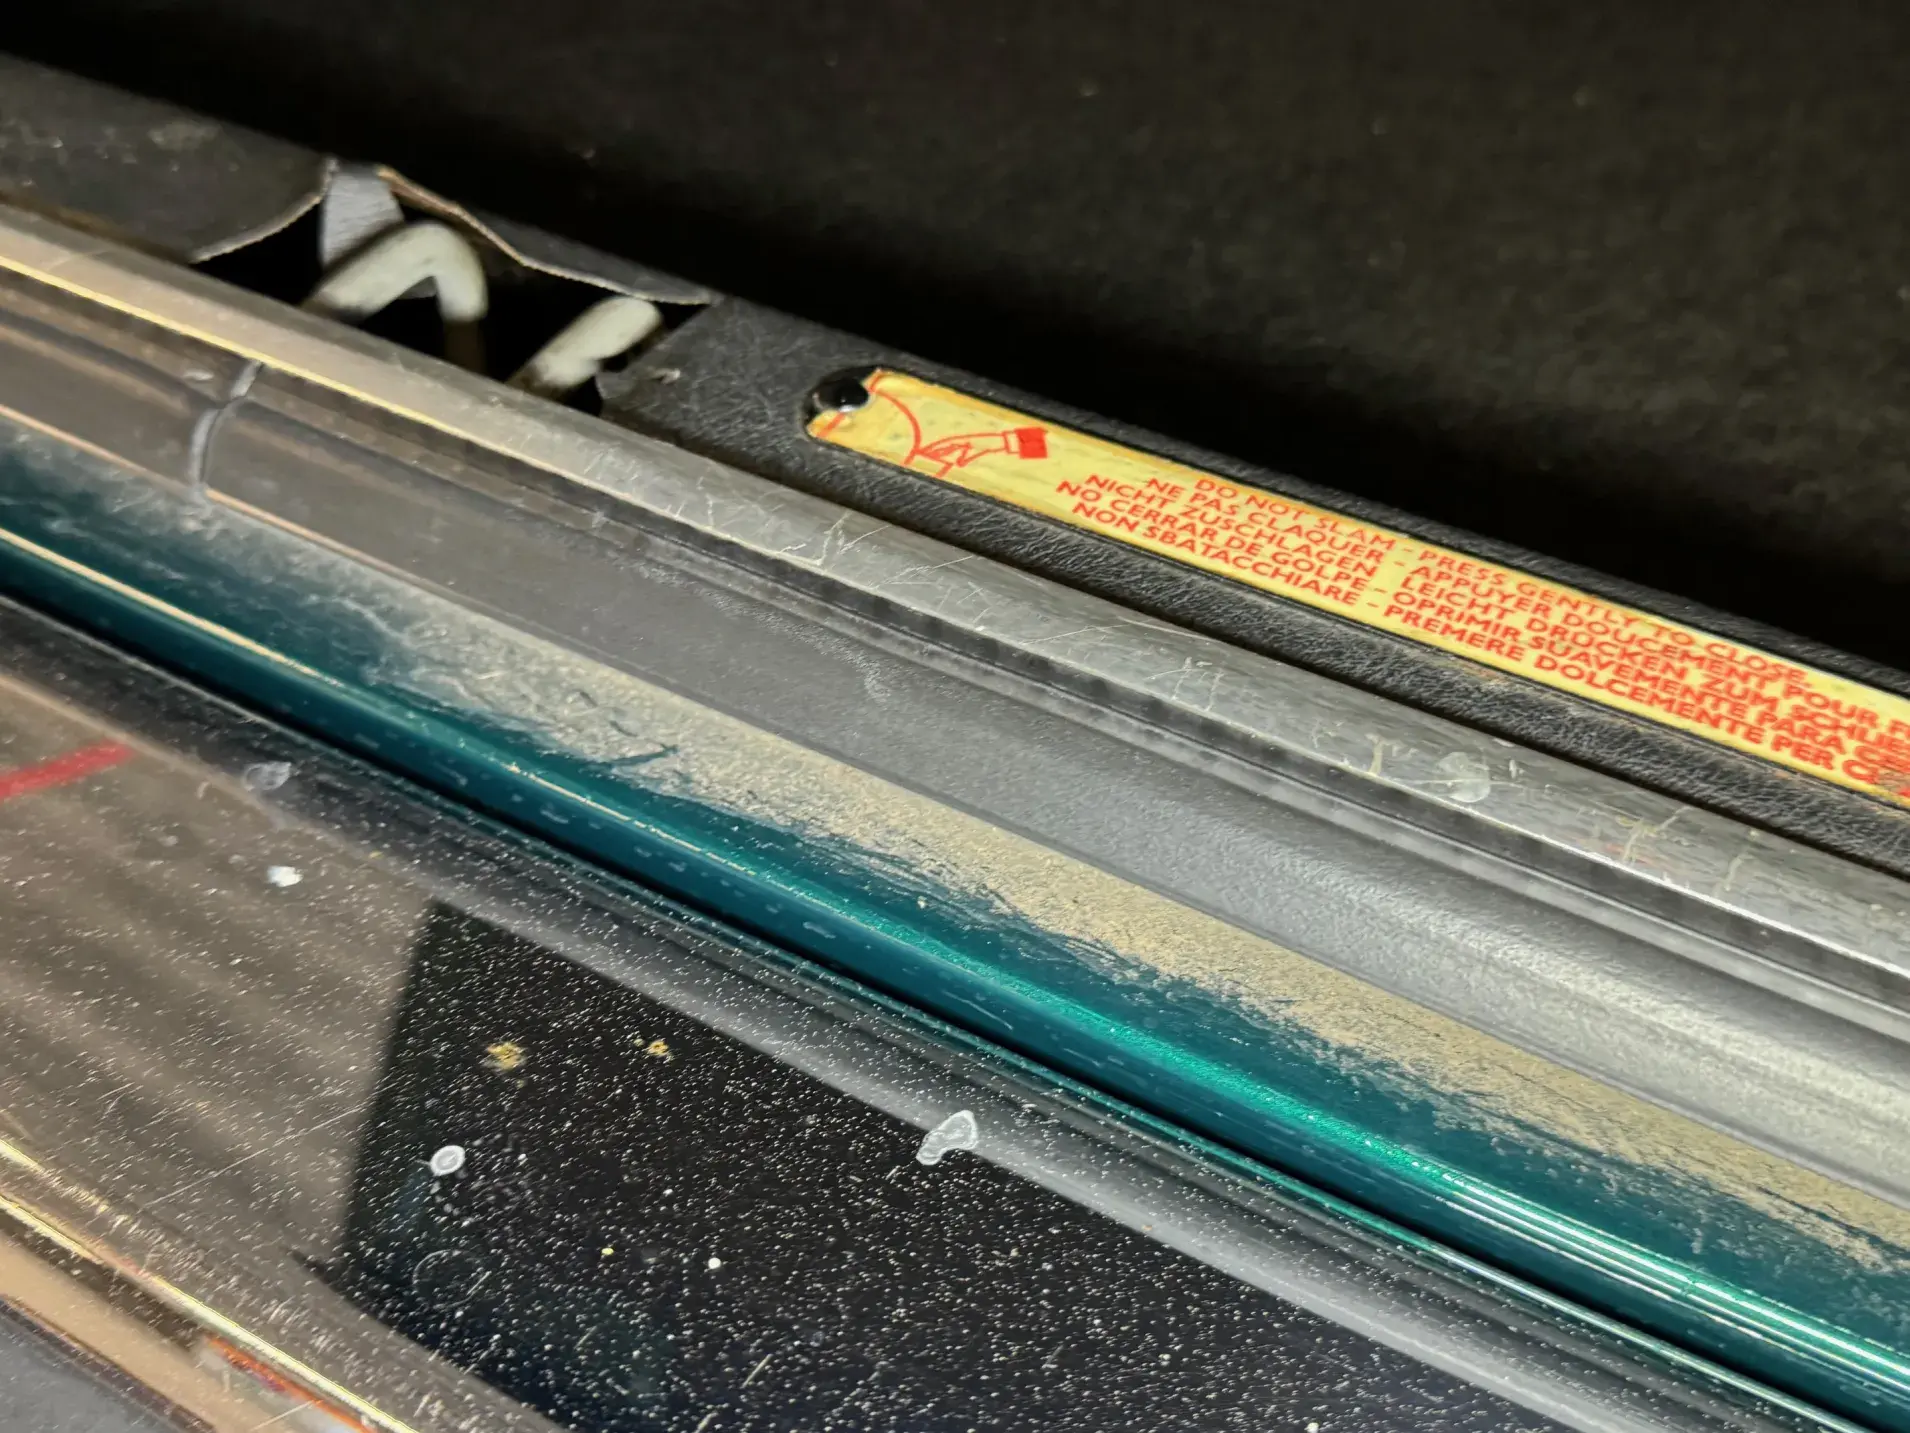 DO NOT SLAM - PRESS GENTLY TO CLOSE
NE PAS CLAQUER - APPUYER DOUCEMENT POUR
NICHT ZUSCHLAGEN - LEICHT DRÜCKEN ZUM
NO CERRAR DE GOLPE - OPRIMIR SUAVEMENTE PARA
NON SBATACCHIARE - PREMERE DOLCEMENTE PER